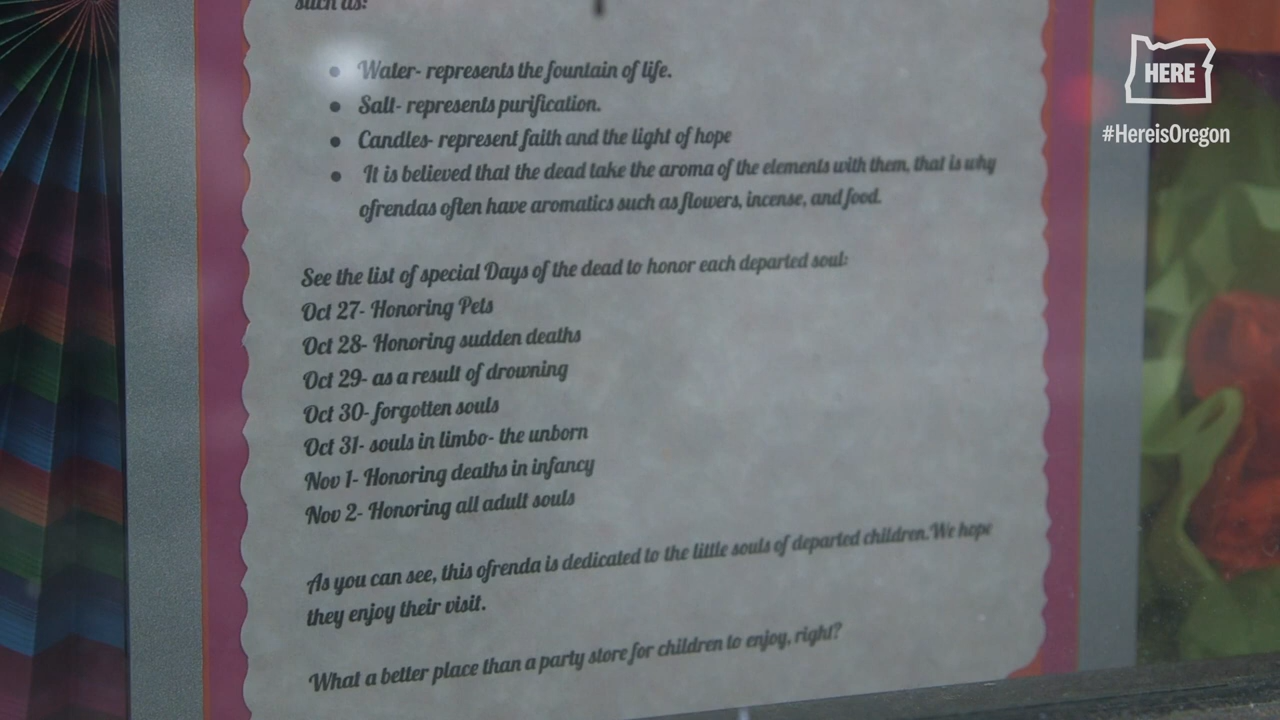 such as:
● Water- represents the fountain of life.
● Salt- represents purification.
● Candles- represent faith and the light of hope
● It is believed that the dead take the aroma of the elements with them, that is why
ofrendas often have aromatics such as flowers, incense, and food.
See the list of special Days of the dead to honor each departed soul:
Oct 27- Honoring Pets
Oct 28- Honoring sudden deaths
Oct 29- as a result of drowning
Oct 30- forgotten souls
Oct 31- souls in limbo- the unborn
Nov 1- Honoring deaths in infancy
Nov 2- Honoring all adult souls
As you can see, this ofrenda is dedicated to the little souls of departed children.We hope
they enjoy their visit.
What a better place than a party store for children to enjoy, right?
HERE
#HereisOregon